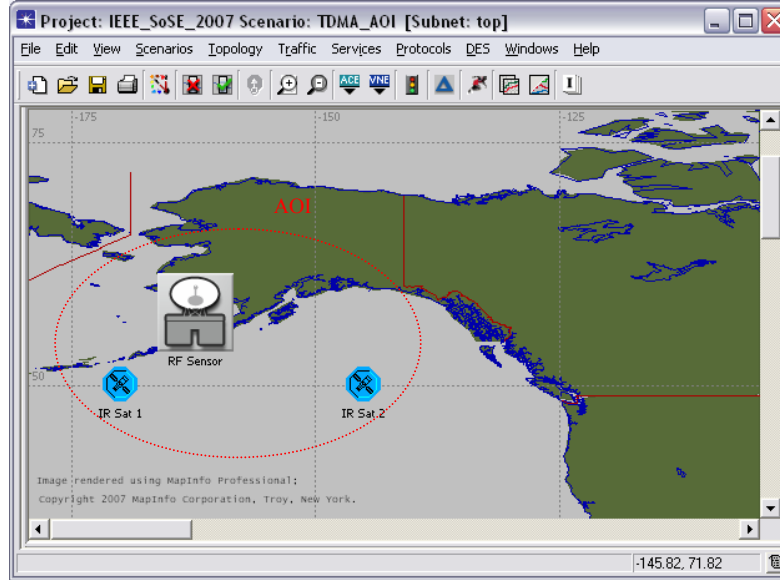 Project: IEEE_SoSE_2007 Scenario: TDMA_AOI [Subnet: top]
File Edit View Scenarios Topology Traffic Services Protocols DES Windows Help
ACE VNE
-175 -150 -125
75
AOI
RF Sensor
50
IR Sat 1 IR Sat 2
Image rendered using MapInfo Professional;
Copyright 2007 MapInfo Corporation, Troy, New York.
-145.82, 71.82